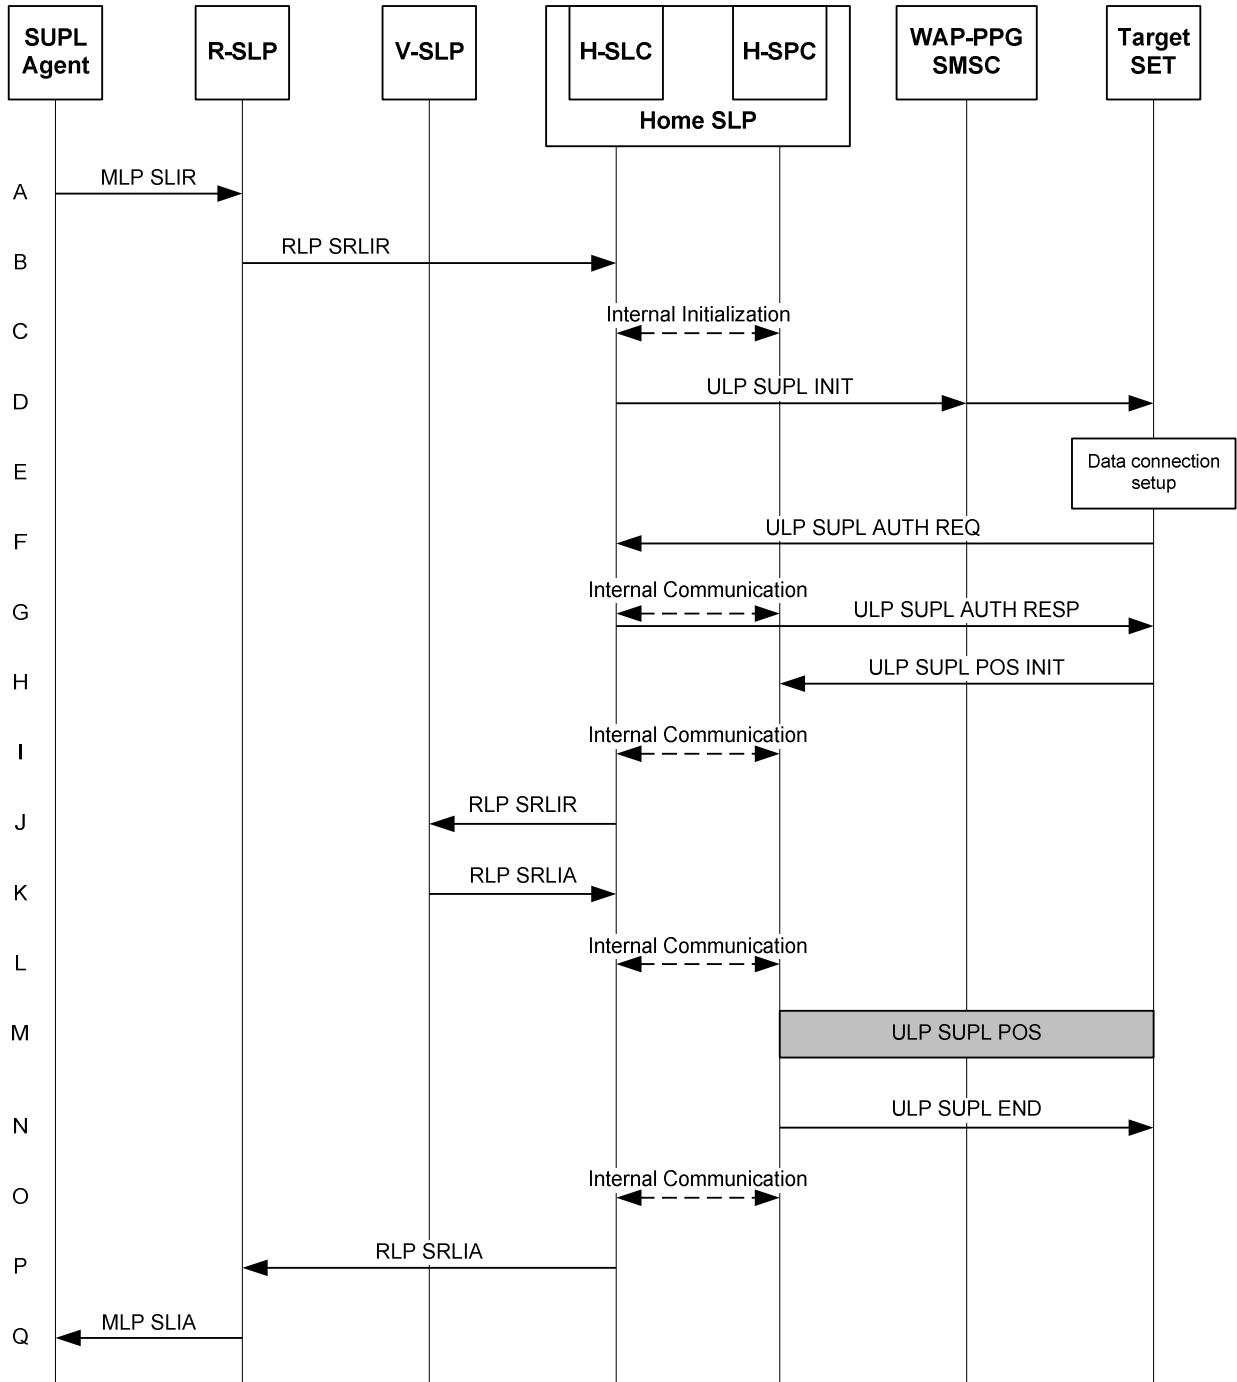 SUPL
Agent
R-SLP
V-SLP
H-SLC
H-SPC
WAP-PPG
SMSC
Target
SET
Home SLP
A
MLP SLIR
B
RLP SRLIR
C
Internal Initialization
D
ULP SUPL INIT
E
Data connection
setup
F
ULP SUPL AUTH REQ
G
Internal Communication
ULP SUPL AUTH RESP
H
ULP SUPL POS INIT
I
Internal Communication
J
RLP SRLIR
K
RLP SRLIA
L
Internal Communication
M
ULP SUPL POS
N
ULP SUPL END
O
Internal Communication
P
RLP SRLIA
Q
MLP SLIA